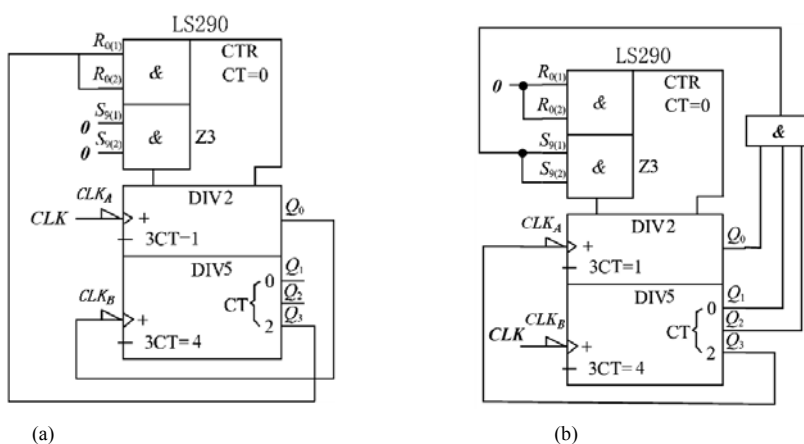 LS290
R0(1)
R0(2)
&
CTR
CT=0
S9(1)
0
S9(2)
0
&
Z3
CLKA
CLK
+
DIV2
Q0
3CT−1
DIV5
CLKB
+
CT
0
2
Q1
Q2
Q3
3CT=4
(a)
LS290
0
R0(1)
R0(2)
&
CTR
CT=0
S9(1)
S9(2)
&
Z3
&
CLKA
+
DIV2
Q0
3CT=1
DIV5
CLK
CLKB
+
CT
0
2
Q1
Q2
Q3
3CT=4
(b)